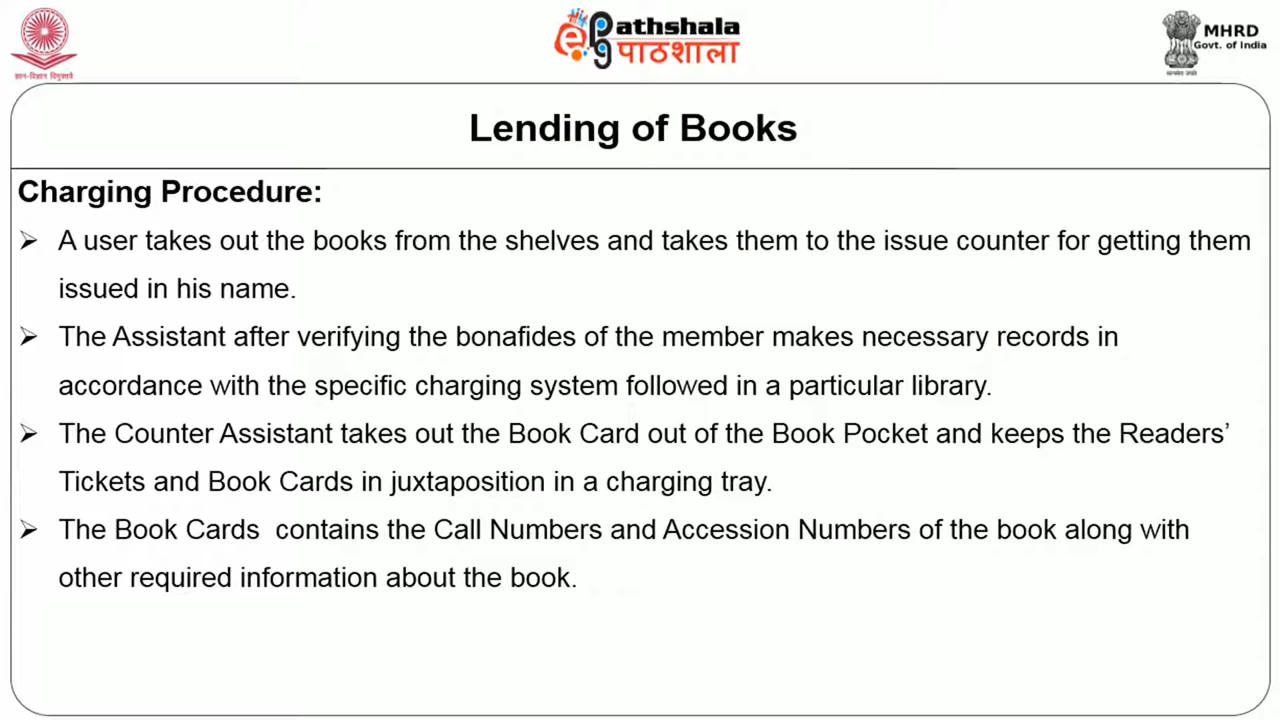 ePg Pathshala
पाठशाला
MHRD
Govt. of India
ज्ञान-विज्ञान विमुक्तये
सत्यमेव जयते
Lending of Books
Charging Procedure:
➢ A user takes out the books from the shelves and takes them to the issue counter for getting them
issued in his name.
➢ The Assistant after verifying the bonafides of the member makes necessary records in
accordance with the specific charging system followed in a particular library.
➢ The Counter Assistant takes out the Book Card out of the Book Pocket and keeps the Readers’
Tickets and Book Cards in juxtaposition in a charging tray.
➢ The Book Cards  contains the Call Numbers and Accession Numbers of the book along with
other required information about the book.